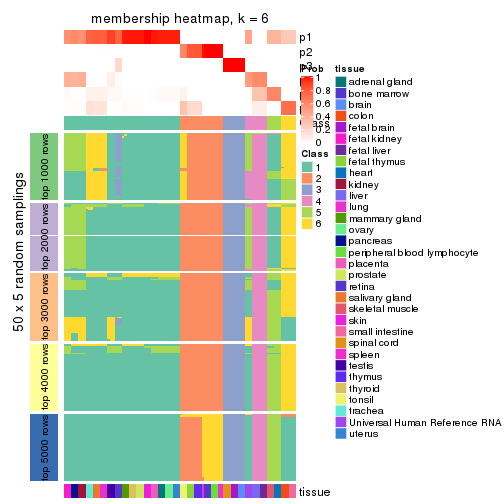 membership heatmap, k = 6
p1
p2
p3
Prob
1
0.8
0.6
0.4
0.2
0
Class
1
2
3
4
5
6
tissue
adrenal gland
bone marrow
brain
colon
fetal brain
fetal kidney
fetal liver
fetal thymus
heart
kidney
liver
lung
mammary gland
ovary
pancreas
peripheral blood lymphocyte
placenta
prostate
retina
salivary gland
skeletal muscle
skin
small intestine
spinal cord
spleen
testis
thymus
thyroid
tonsil
trachea
Universal Human Reference RNA
uterus
50 x 5 random samplings
top 1000 rows
top 2000 rows
top 3000 rows
top 4000 rows
top 5000 rows
tissue